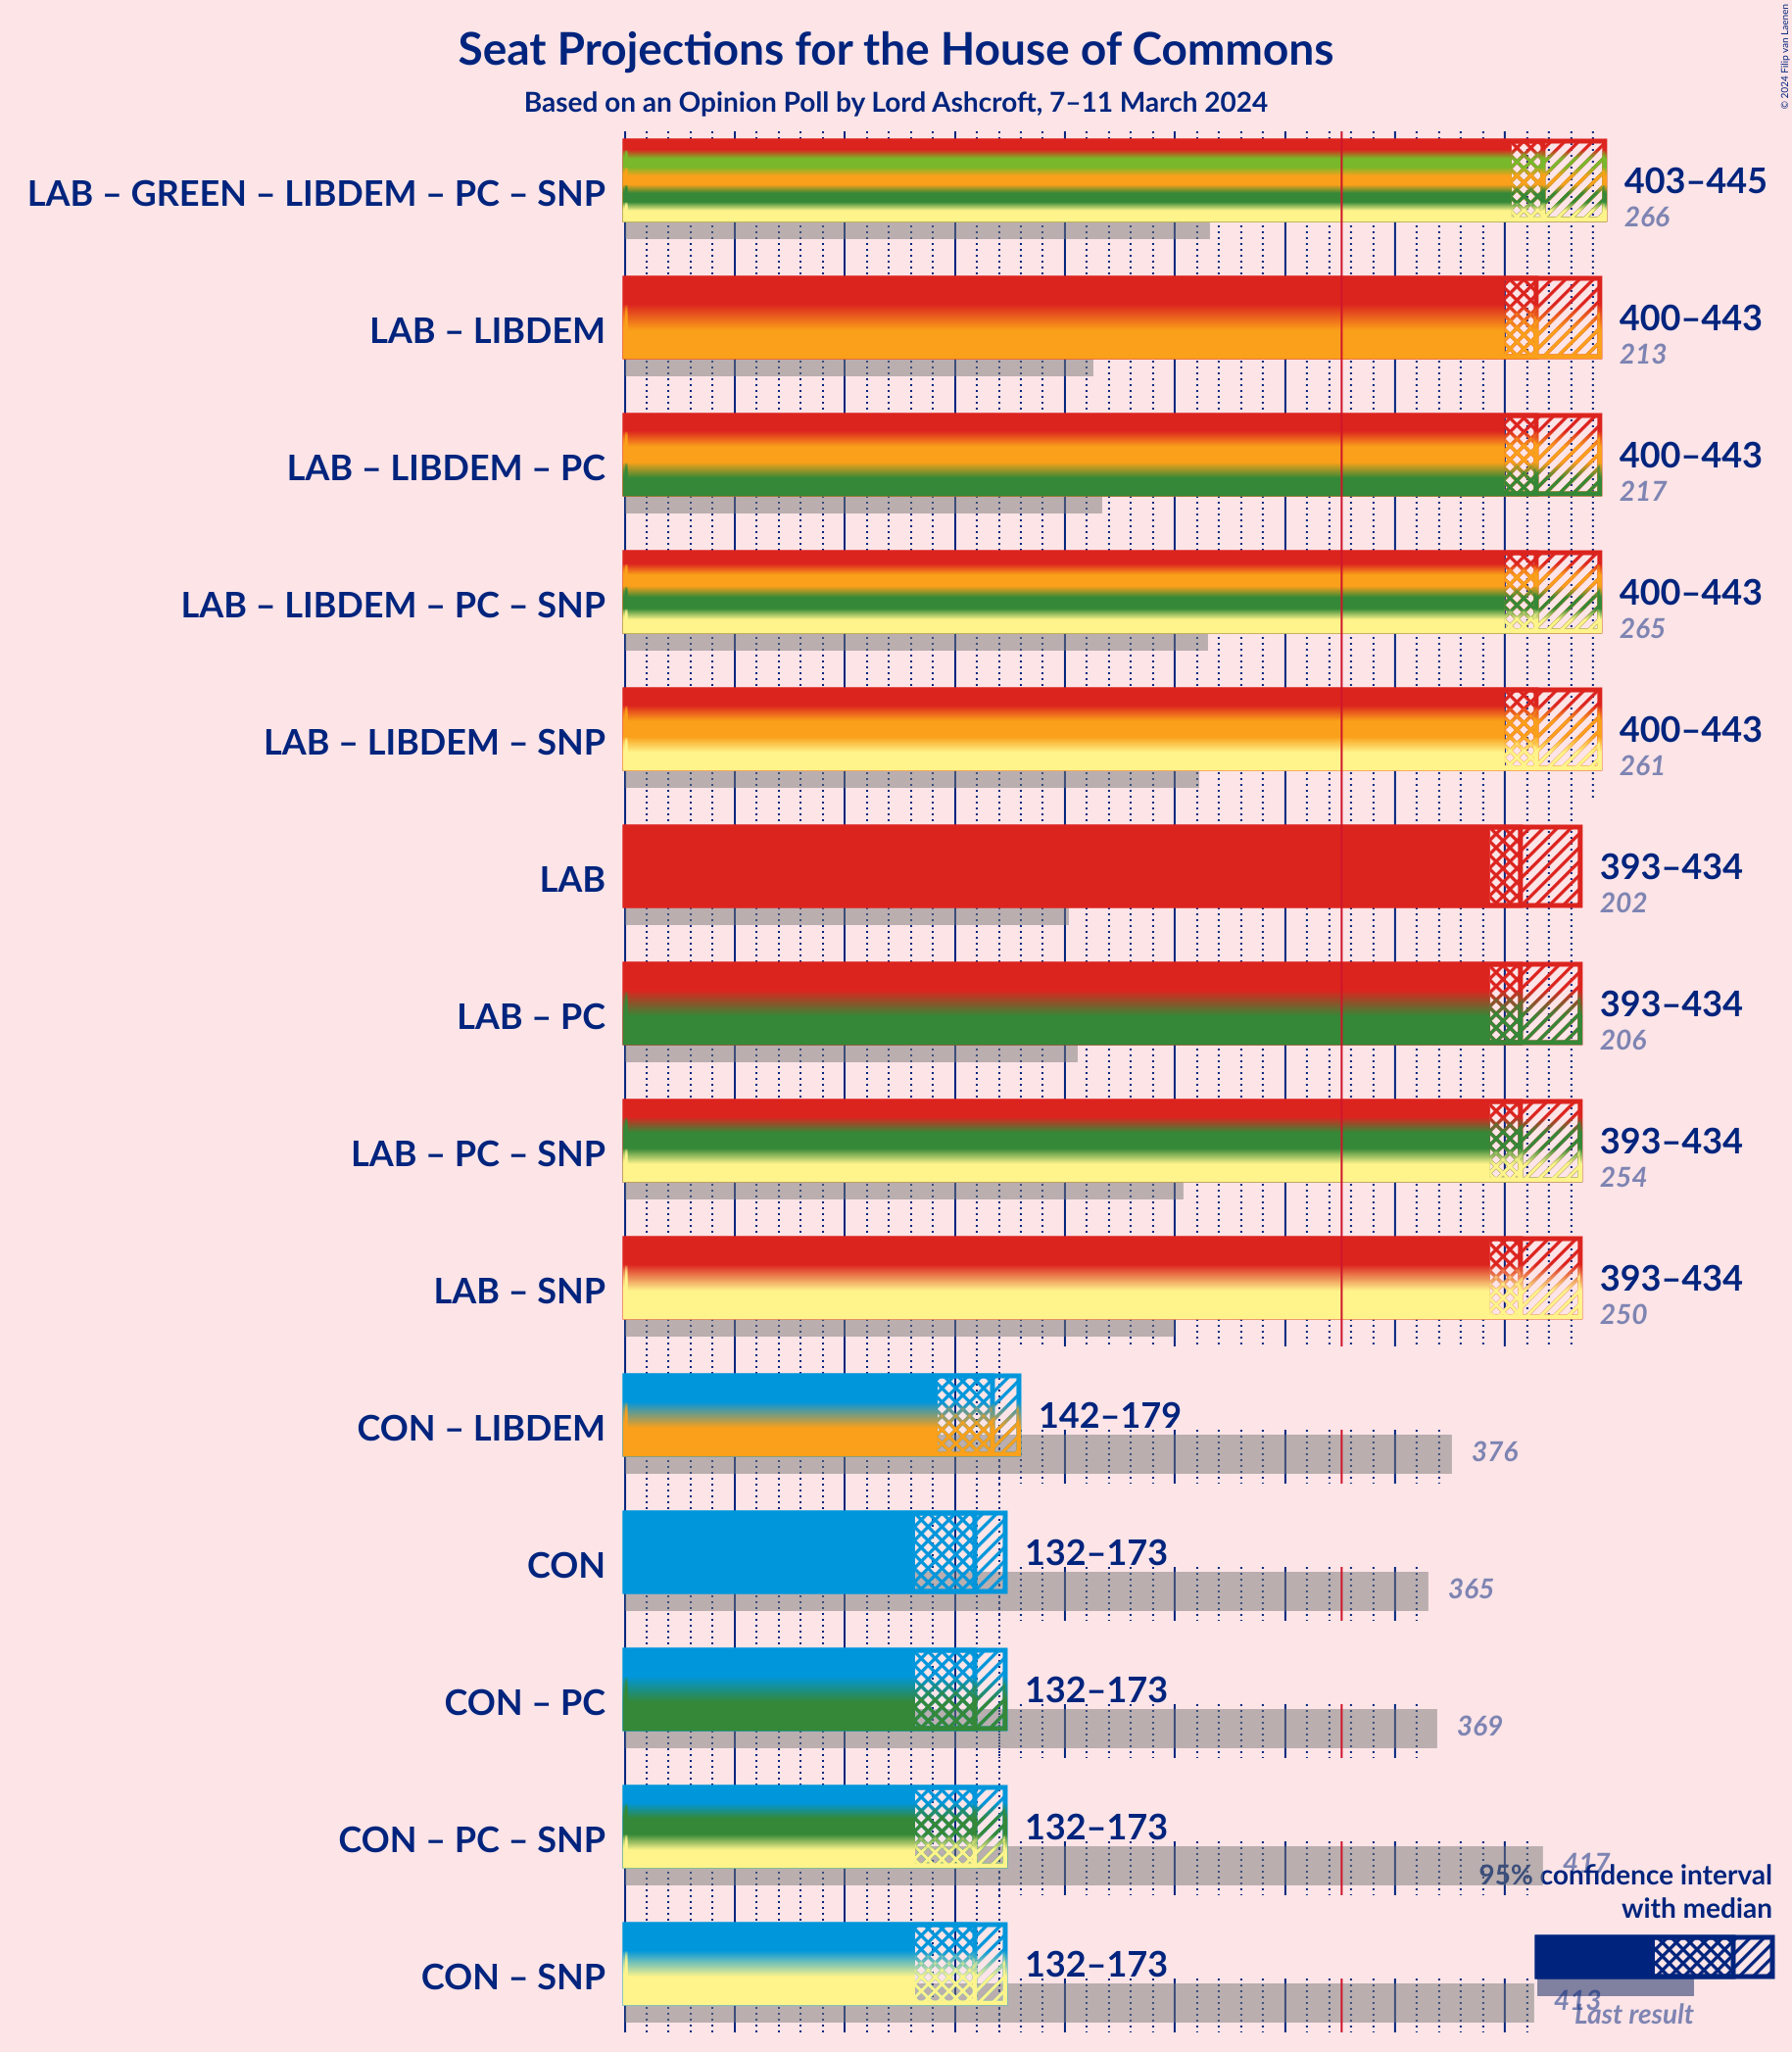 © 2024 Filip van Laenen
Seat Projections for the House of Commons
Based on an Opinion Poll by Lord Ashcroft, 7–11 March 2024
LAB – GREEN – LIBDEM – PC – SNP
403–445
266
LAB – LIBDEM
400–443
213
LAB – LIBDEM – PC
400–443
217
LAB – LIBDEM – PC – SNP
400–443
265
LAB – LIBDEM – SNP
400–443
261
LAB
393–434
202
LAB – PC
393–434
206
LAB – PC – SNP
393–434
254
LAB – SNP
393–434
250
CON – LIBDEM
142–179
376
CON
132–173
365
CON – PC
132–173
369
CON – PC – SNP
132–173
417
CON – SNP
132–173
413
95% confidence interval
with median
Last result